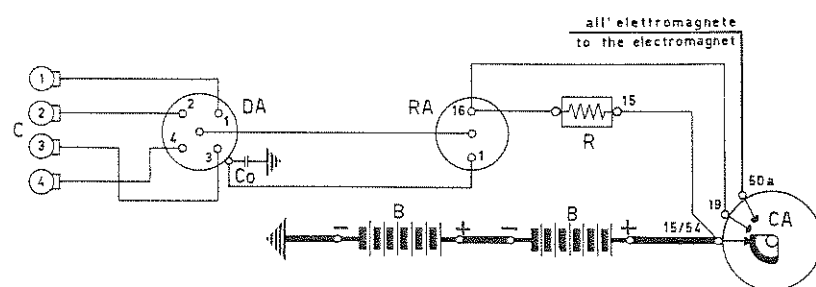 all' elettromagnete
to the electromagnet
1
2
3
4
C
2
1
4
3
DA
Co
RA
16
1
R
15
50a
19
CA
15/54
- B + - B +